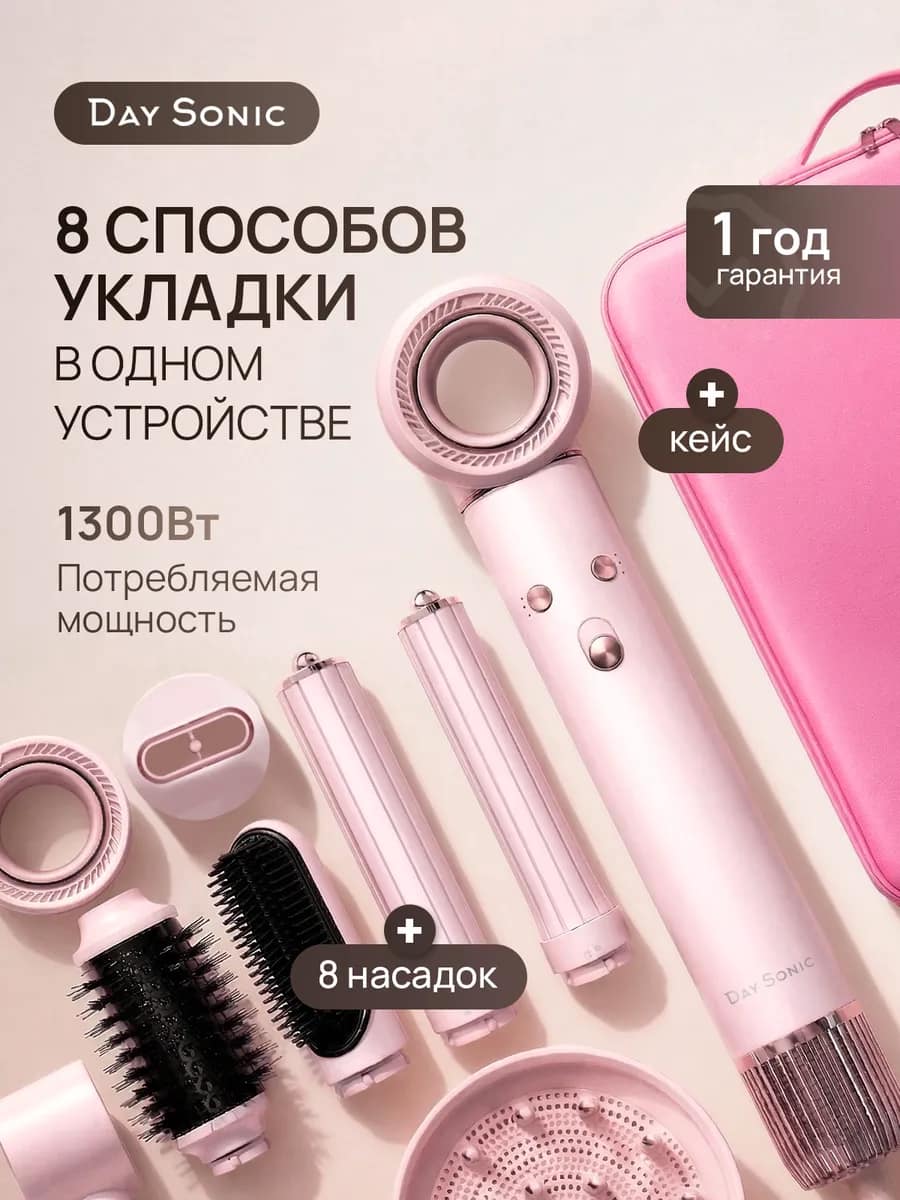 DAY SONIC
8 СПОСОБОВ
УКЛАДКИ
В ОДНОМ
УСТРОЙСТВЕ
1300Вт
Потребляемая
мощность
1 год
гарантия
+
кейс
+
8 насадок
DAY SONIC